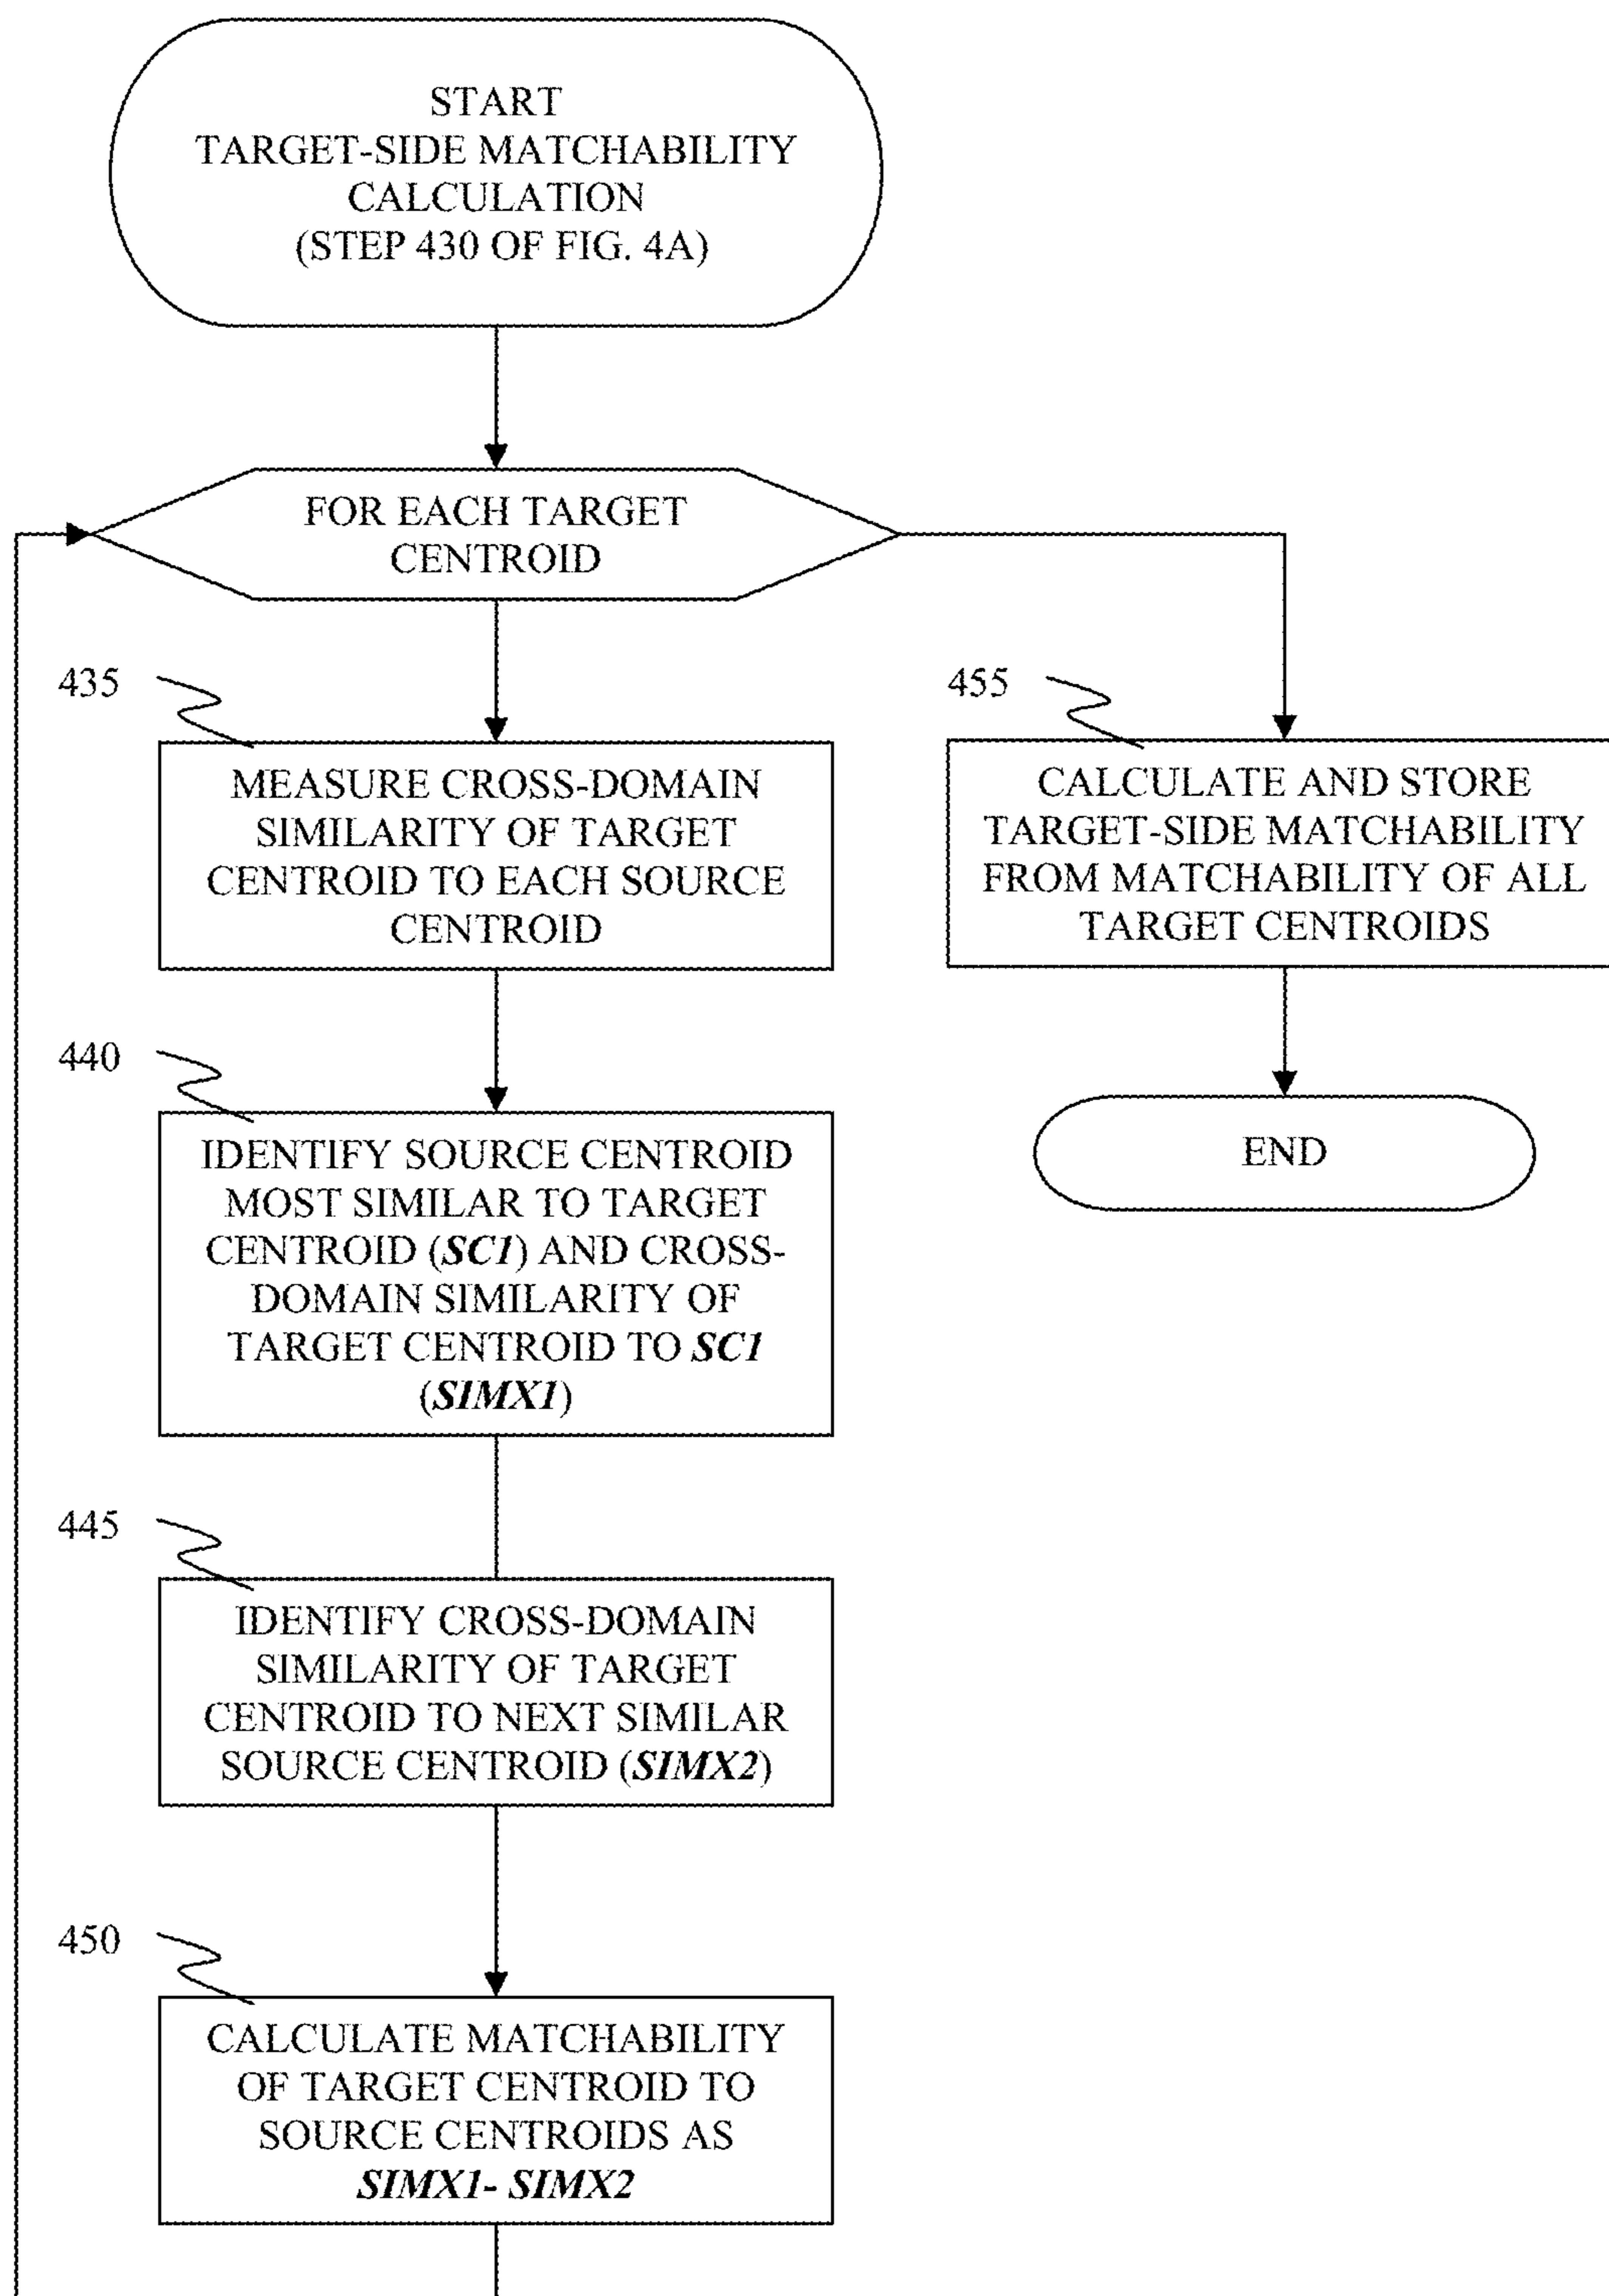 START
TARGET-SIDE MATCHABILITY
CALCULATION
(STEP 430 OF FIG. 4A)
FOR EACH TARGET
CENTROID
435
MEASURE CROSS-DOMAIN
SIMILARITY OF TARGET
CENTROID TO EACH SOURCE
CENTROID
455
CALCULATE AND STORE
TARGET-SIDE MATCHABILITY
FROM MATCHABILITY OF ALL
TARGET CENTROIDS
440
IDENTIFY SOURCE CENTROID
MOST SIMILAR TO TARGET
CENTROID (SC1) AND CROSS-
DOMAIN SIMILARITY OF
TARGET CENTROID TO SC1
(SIMX1)
END
445
IDENTIFY CROSS-DOMAIN
SIMILARITY OF TARGET
CENTROID TO NEXT SIMILAR
SOURCE CENTROID (SIMX2)
450
CALCULATE MATCHABILITY
OF TARGET CENTROID TO
SOURCE CENTROIDS AS
SIMX1- SIMX2